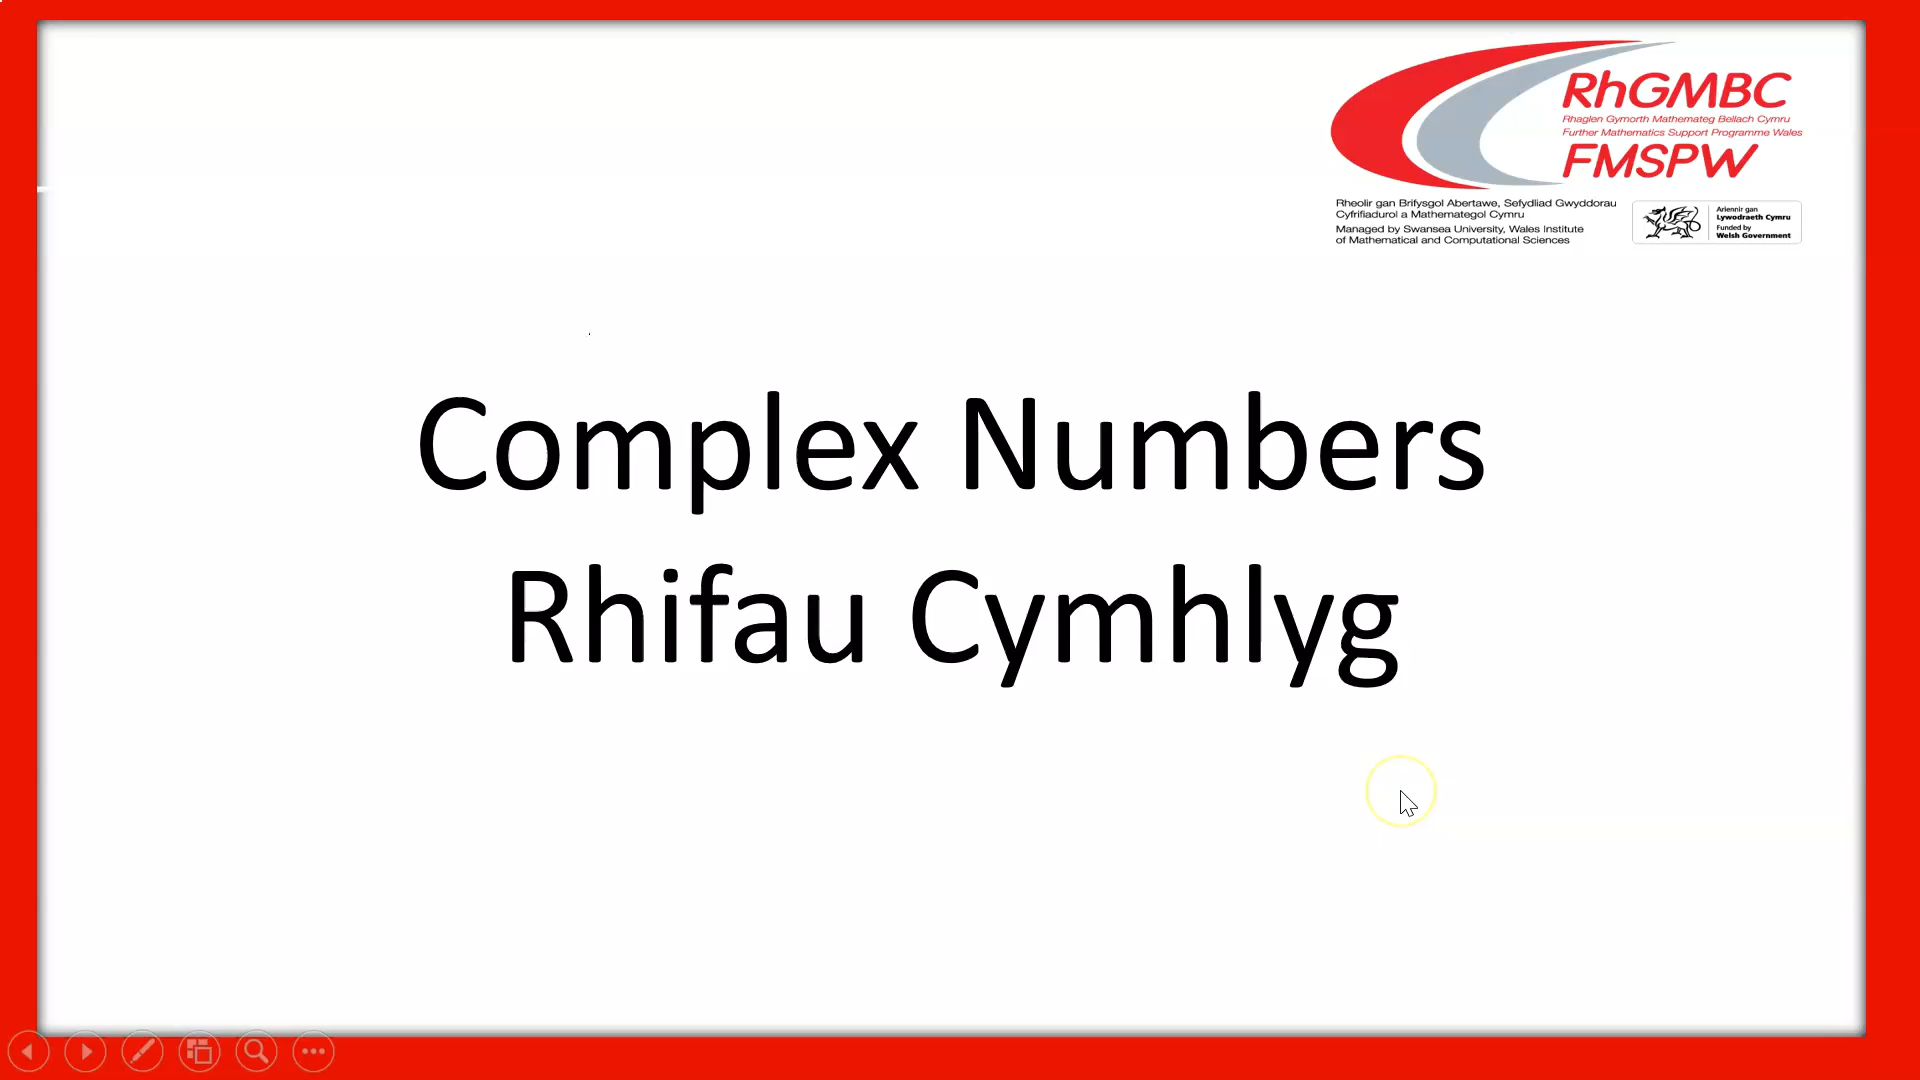 RhGMBC
Rhaglen Gymorth Mathemateg Bellach Cymru
Further Mathematics Support Programme Wales
FMSPW
Rheolir gan Brifysgol Abertawe, Sefydliad Gwyddorau
Cyfrifiadurol a Mathemategol Cymru
Managed by Swansea University, Wales Institute
of Mathematical and Computational Sciences
Ariennir gan
Lywodraeth Cymru
Funded by
Welsh Government
Complex Numbers
Rhifau Cymhlyg